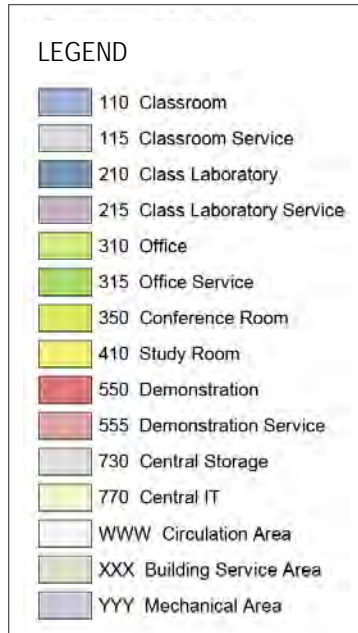 LEGEND
110 Classroom
115 Classroom Service
210 Class Laboratory
215 Class Laboratory Service
310 Office
315 Office Service
350 Conference Room
410 Study Room
550 Demonstration
555 Demonstration Service
730 Central Storage
770 Central IT
WWW Circulation Area
XXX Building Service Area
YYY Mechanical Area